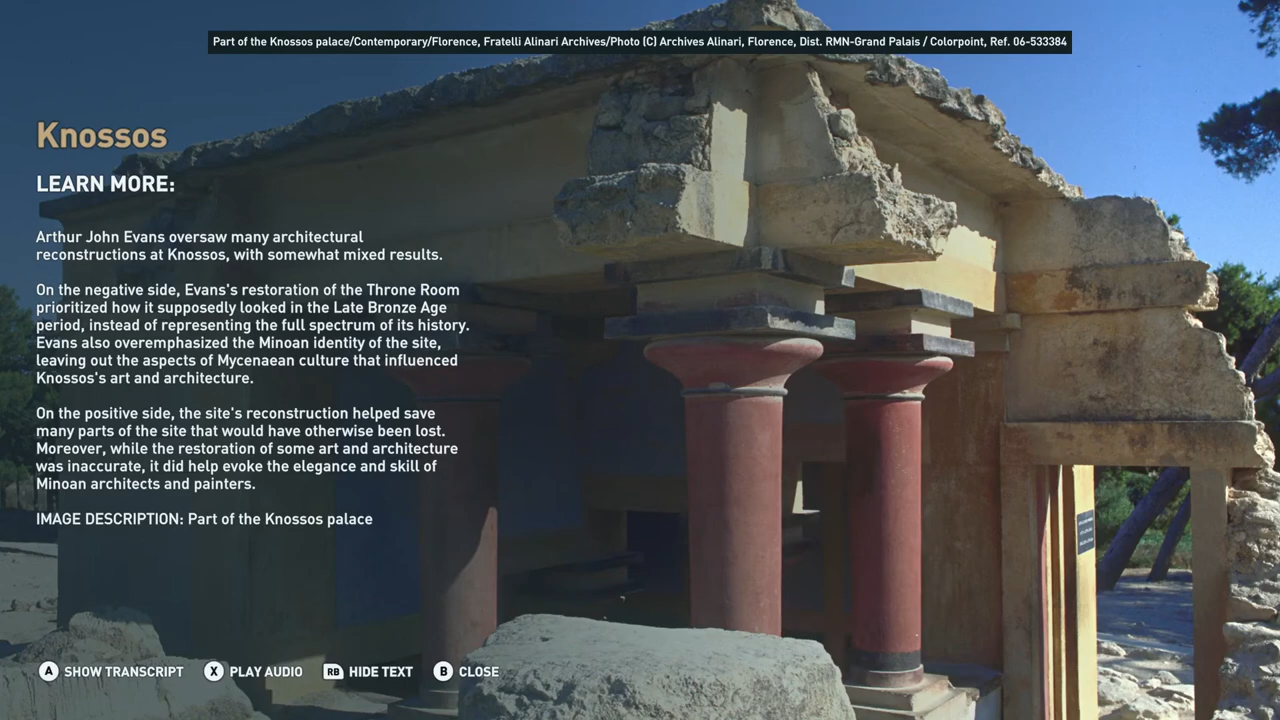 Part of the Knossos palace/Contemporary/Florence, Fratelli Alinari Archives/Photo (C) Archives Alinari, Florence, Dist. RMN-Grand Palais / Colorpoint, Ref. 06-533384
Knossos
LEARN MORE:
Arthur John Evans oversaw many architectural
reconstructions at Knossos, with somewhat mixed results.
On the negative side, Evans's restoration of the Throne Room
prioritized how it supposedly looked in the Late Bronze Age
period, instead of representing the full spectrum of its history.
Evans also overemphasized the Minoan identity of the site,
leaving out the aspects of Mycenaean culture that influenced
Knossos's art and architecture.
On the positive side, the site's reconstruction helped save
many parts of the site that would have otherwise been lost.
Moreover, while the restoration of some art and architecture
was inaccurate, it did help evoke the elegance and skill of
Minoan architects and painters.
IMAGE DESCRIPTION: Part of the Knossos palace
A SHOW TRANSCRIPT X PLAY AUDIO RB HIDE TEXT B CLOSE